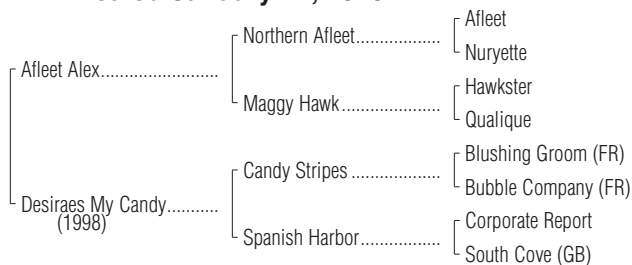 Afleet
Northern Afleet....................
Nuryette
Afleet Alex...........................
Hawkster
Maggy Hawk.......................
Qualique
Blushing Groom (FR)
Candy Stripes....................
Bubble Company (FR)
Desiraes My Candy...........
(1998)
Corporate Report
Spanish Harbor.................
South Cove (GB)